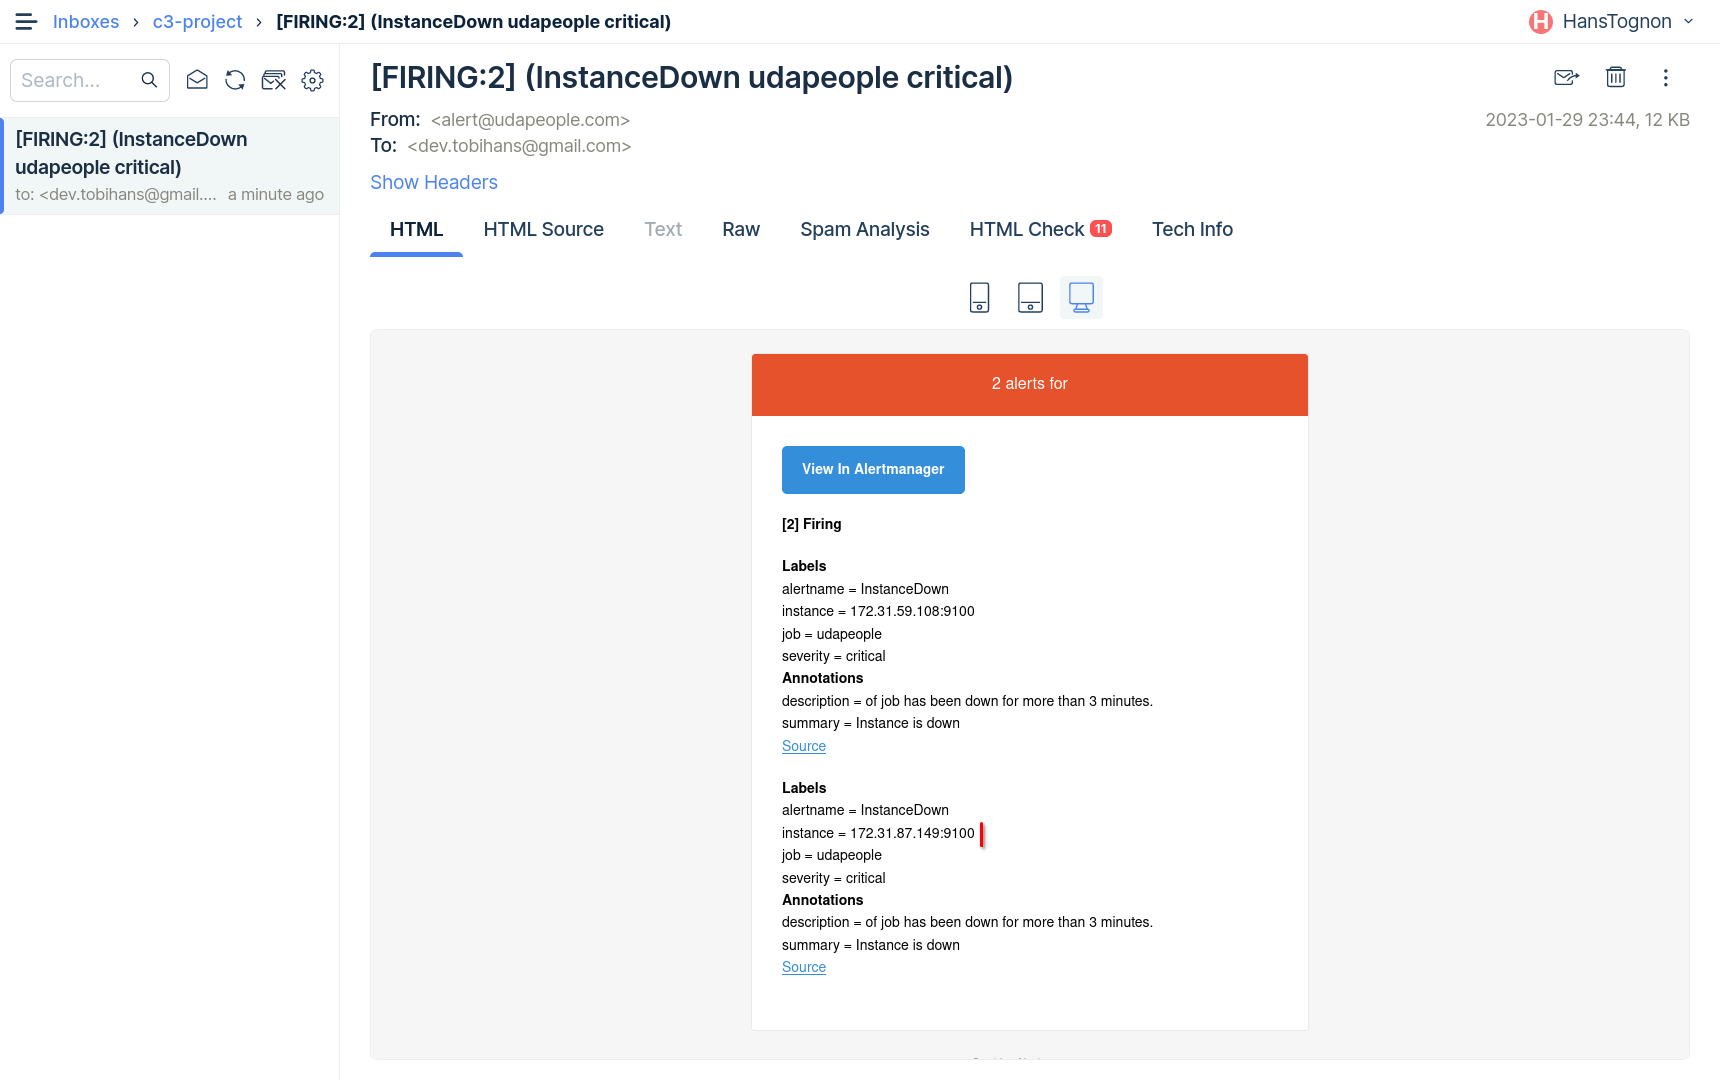 Inboxes › c3-project › [FIRING:2] (InstanceDown udapeople critical)
H HansTognon
Search...
[FIRING:2] (InstanceDown
udapeople critical)
to: <dev.tobihans@gmail.... a minute ago
[FIRING:2] (InstanceDown udapeople critical)
From: <alert@udapeople.com>
2023-01-29 23:44, 12 KB
To: <dev.tobihans@gmail.com>
Show Headers
HTML HTML Source Text Raw Spam Analysis HTML Check 11 Tech Info
2 alerts for
View In Alertmanager
[2] Firing
Labels
alertname = InstanceDown
instance = 172.31.59.108:9100
job = udapeople
severity = critical
Annotations
description = of job has been down for more than 3 minutes.
summary = Instance is down
Source
Labels
alertname = InstanceDown
instance = 172.31.87.149:9100
job = udapeople
severity = critical
Annotations
description = of job has been down for more than 3 minutes.
summary = Instance is down
Source